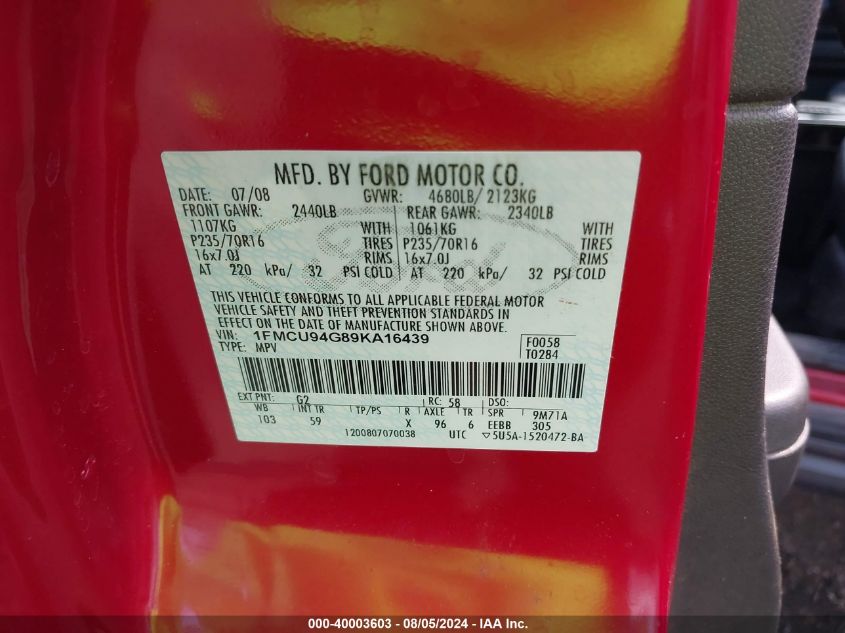 MFD. BY FORD MOTOR CO.
DATE: 07/08 GVWR: 4680LB/ 2123KG
FRONT GAWR: 2440LB REAR GAWR: 2340LB
1107KG WITH 1061KG WITH
P235/70R16 TIRES P235/70R16 TIRES
16x7.0J RIMS 16x7.0J RIMS
AT 220 kPa/ 32 PSI COLD AT 220 kPa/ 32 PSI COLD
Ford
THIS VEHICLE CONFORMS TO ALL APPLICABLE FEDERAL MOTOR
VEHICLE SAFETY AND THEFT PREVENTION STANDARDS IN
EFFECT ON THE DATE OF MANUFACTURE SHOWN ABOVE.
VIN: 1FMCU94G89KA16439 F0058
TYPE: MPV T0284
EXT PNT: G2 RC: 58 DSO:
WB INT TR TP/PS R AXLE TR SPR 9M71A
103 59 X 96 6 EEBB 305
1200807070038 UTC ▽5U5A-1520472-BA
000-40003603 - 08/05/2024 - IAA Inc.